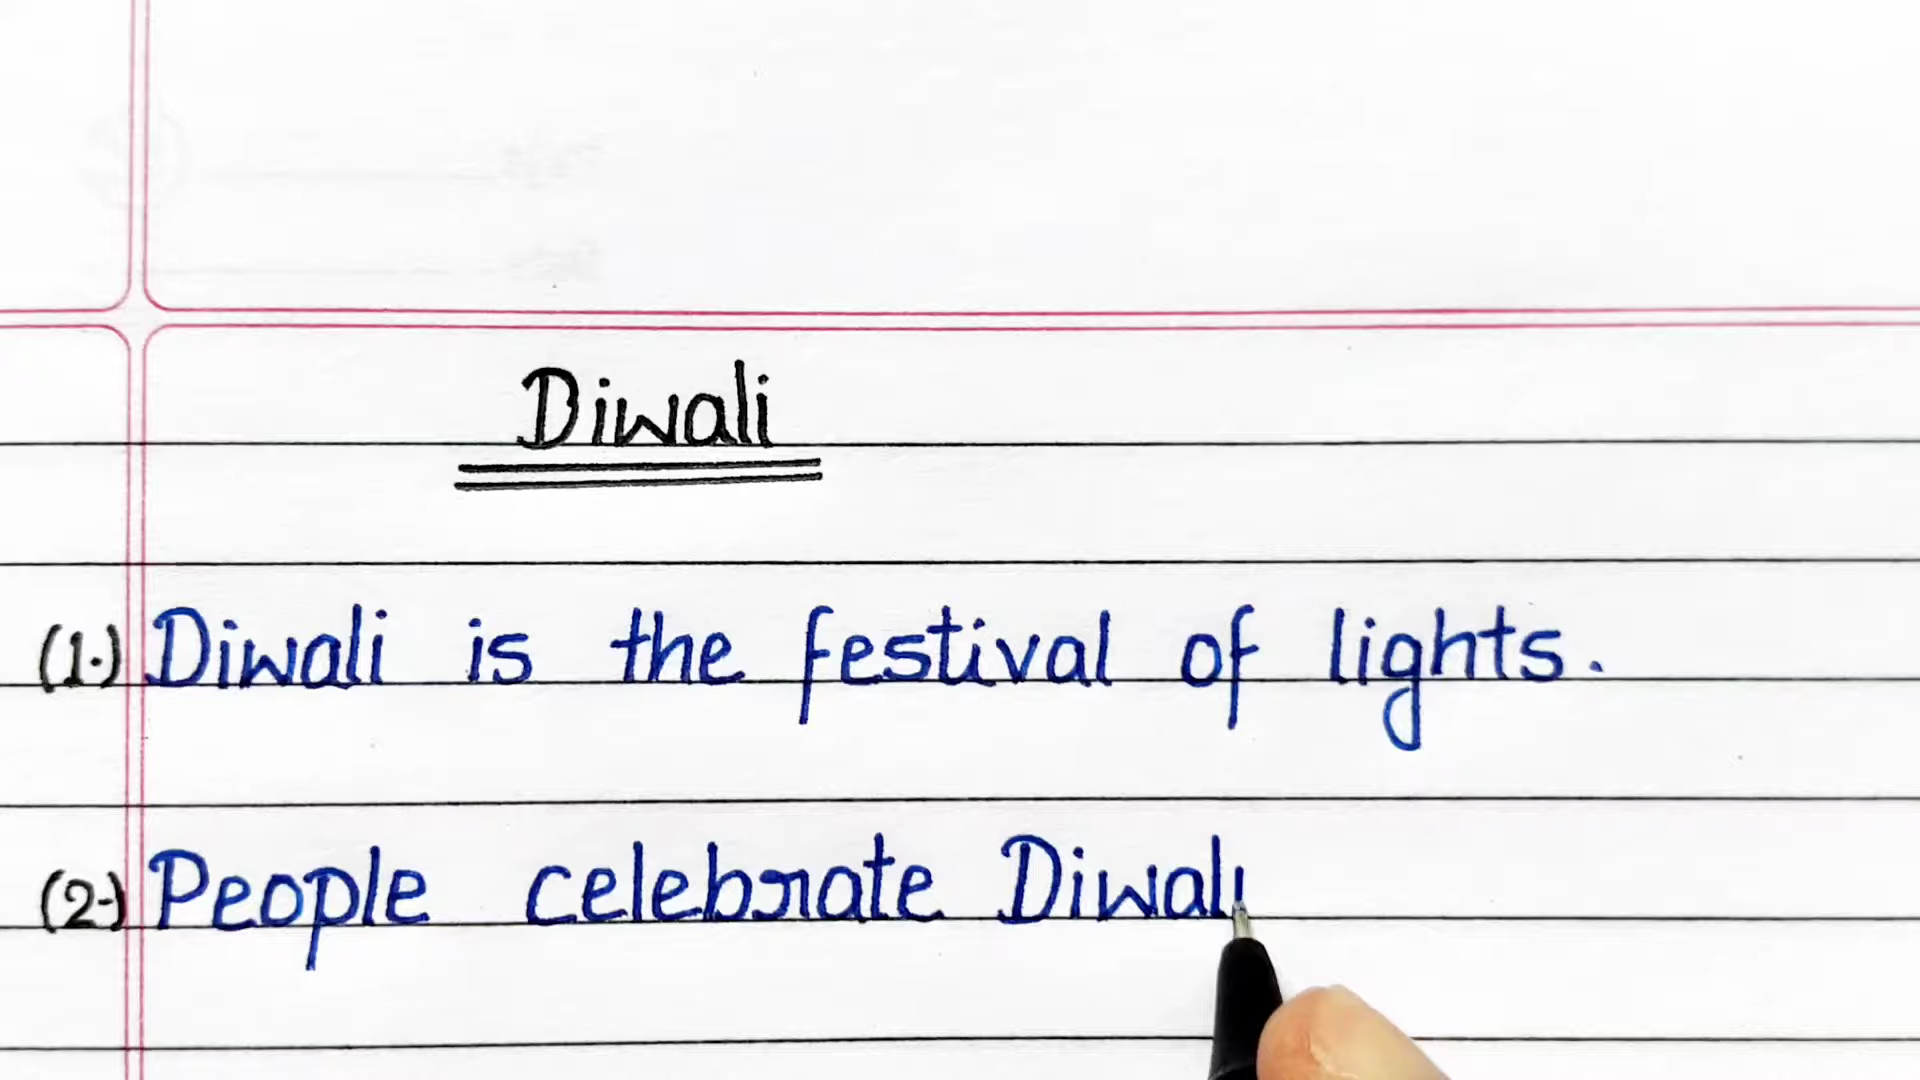 Diwali
(1.) Diwali is the festival of lights.
(2.) People celebrate Diwali